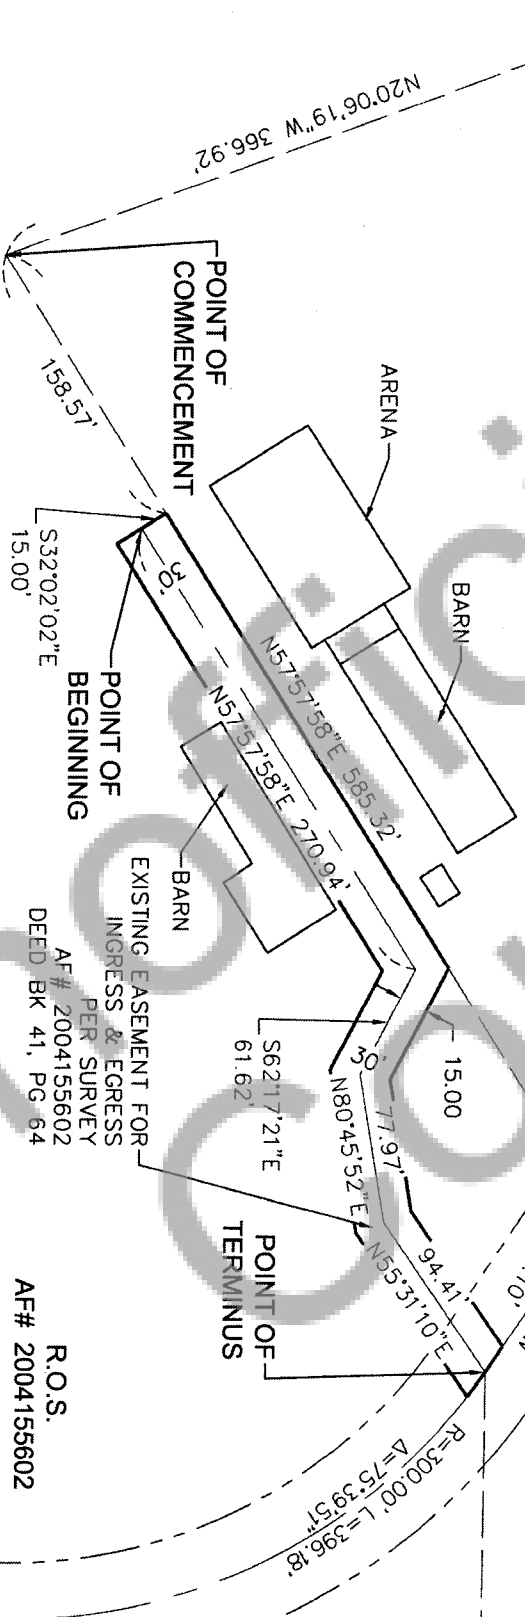 N20°06'19"W 366.92'
POINT OF
COMMENCEMENT
158.57'
ARENA
BARN
S32°02'02"E
15.00'
30'
POINT OF
BEGINNING
N57°57'58"E 585.32'
N57°57'58"E 270.94'
BARN
EXISTING EASEMENT FOR
INGRESS & EGRESS
PER SURVEY
AF# 2004155602
DEED BK 41, PG 64
15.00
S62°17'21"E
61.62'
30'
77.97'
N80°45'52"E
94.41'
N55°31'10"E
POINT OF
TERMINUS
R=300.00' L=396.18'
Δ=75°39'51"
R.O.S.
AF# 2004155602